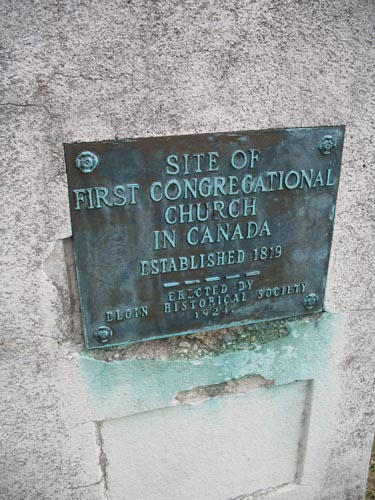 SITE OF
FIRST CONGREGATIONAL
CHURCH
IN CANADA
ESTABLISHED 1819
ERECTED BY
ELGIN HISTORICAL SOCIETY
1924